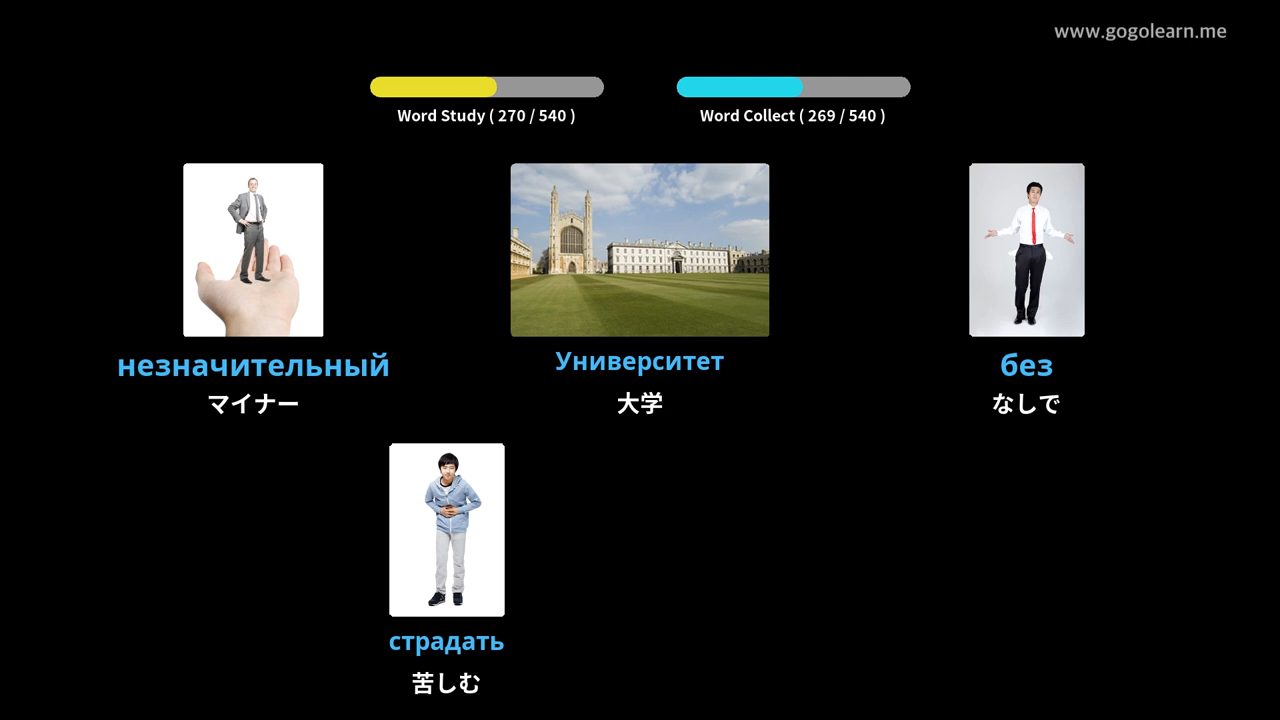 www.gogolearn.me
Word Study ( 270 / 540 )
Word Collect ( 269 / 540 )
незначительный
マイナー
Университет
大学
без
なしで
страдать
苦しむ